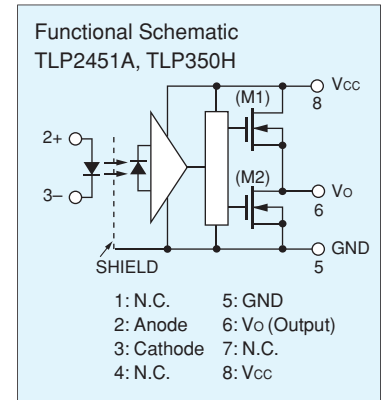 Functional Schematic
TLP2451A, TLP350H
(M1)
VCC
8
2+
(M2)
VO
6
3–
GND
5
SHIELD
1: N.C. 5: GND
2: Anode 6: VO (Output)
3: Cathode 7: N.C.
4: N.C. 8: VCC